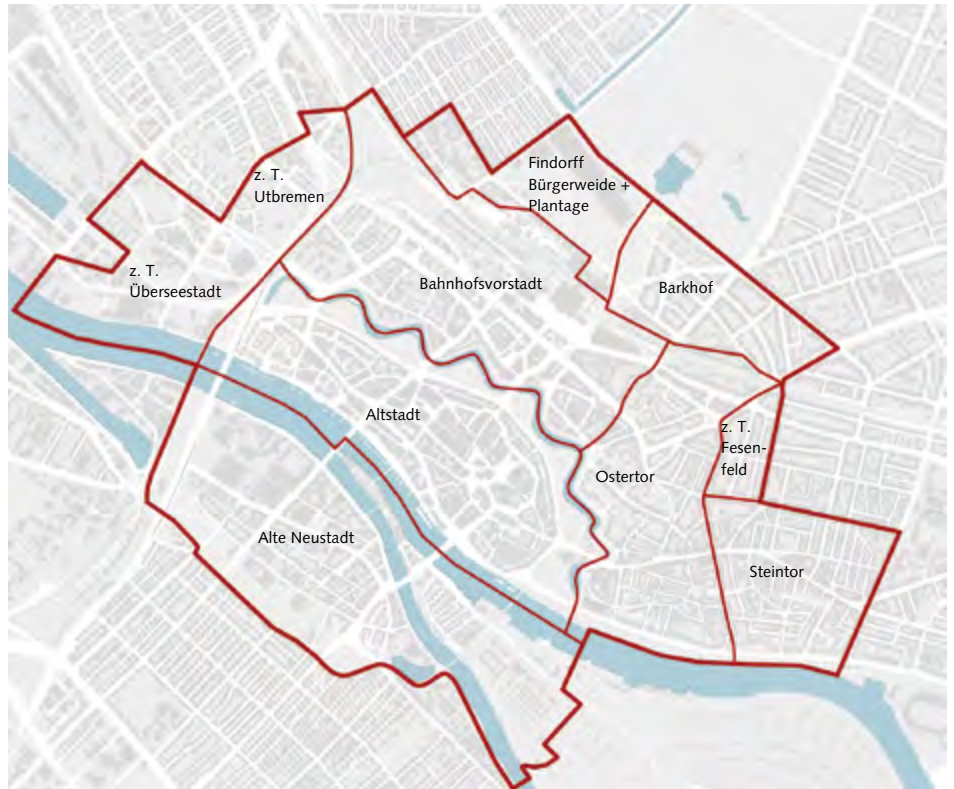 Findorff
Bürgerweide +
Plantage
z. T.
Utbremen
z. T.
Überseestadt
Bahnhofsvorstadt
Barkhof
Altstadt
z. T.
Fesen-
feld
Ostertor
Alte Neustadt
Steintor